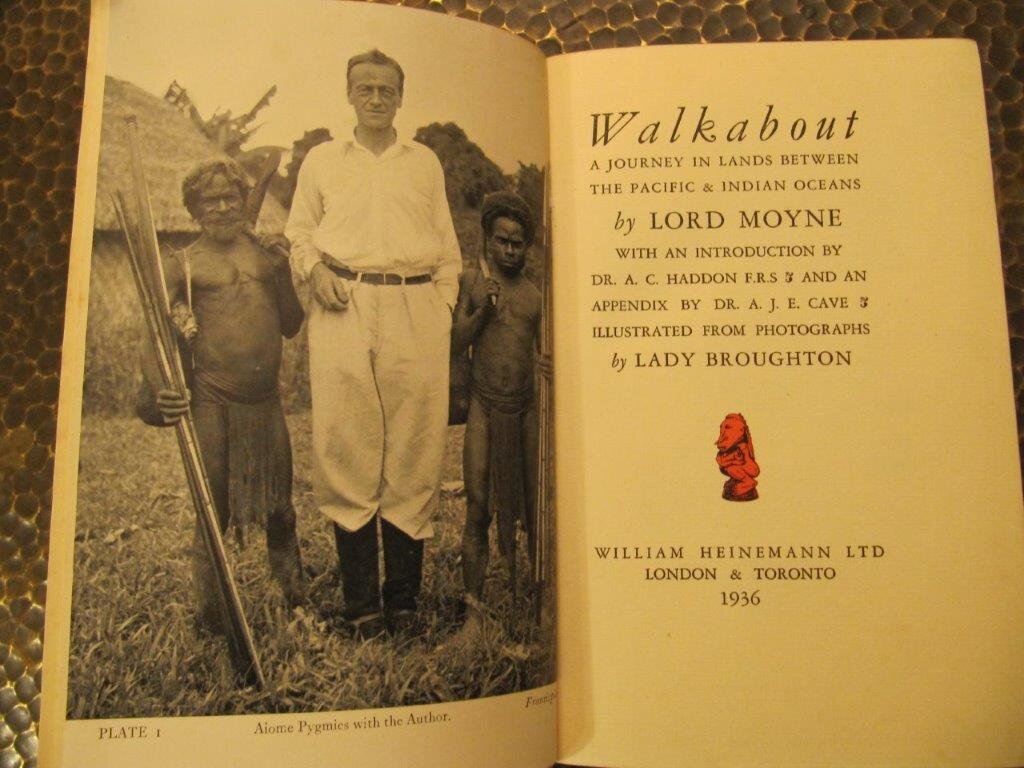 PLATE 1
Aiome Pygmies with the Author.
Walkabout
A JOURNEY IN LANDS BETWEEN
THE PACIFIC & INDIAN OCEANS
by LORD MOYNE
WITH AN INTRODUCTION BY
DR. A. C. HADDON F.R.S & AND AN
APPENDIX BY DR. A. J. E. CAVE &
ILLUSTRATED FROM PHOTOGRAPHS
by LADY BROUGHTON
WILLIAM HEINEMANN LTD
LONDON & TORONTO
1936